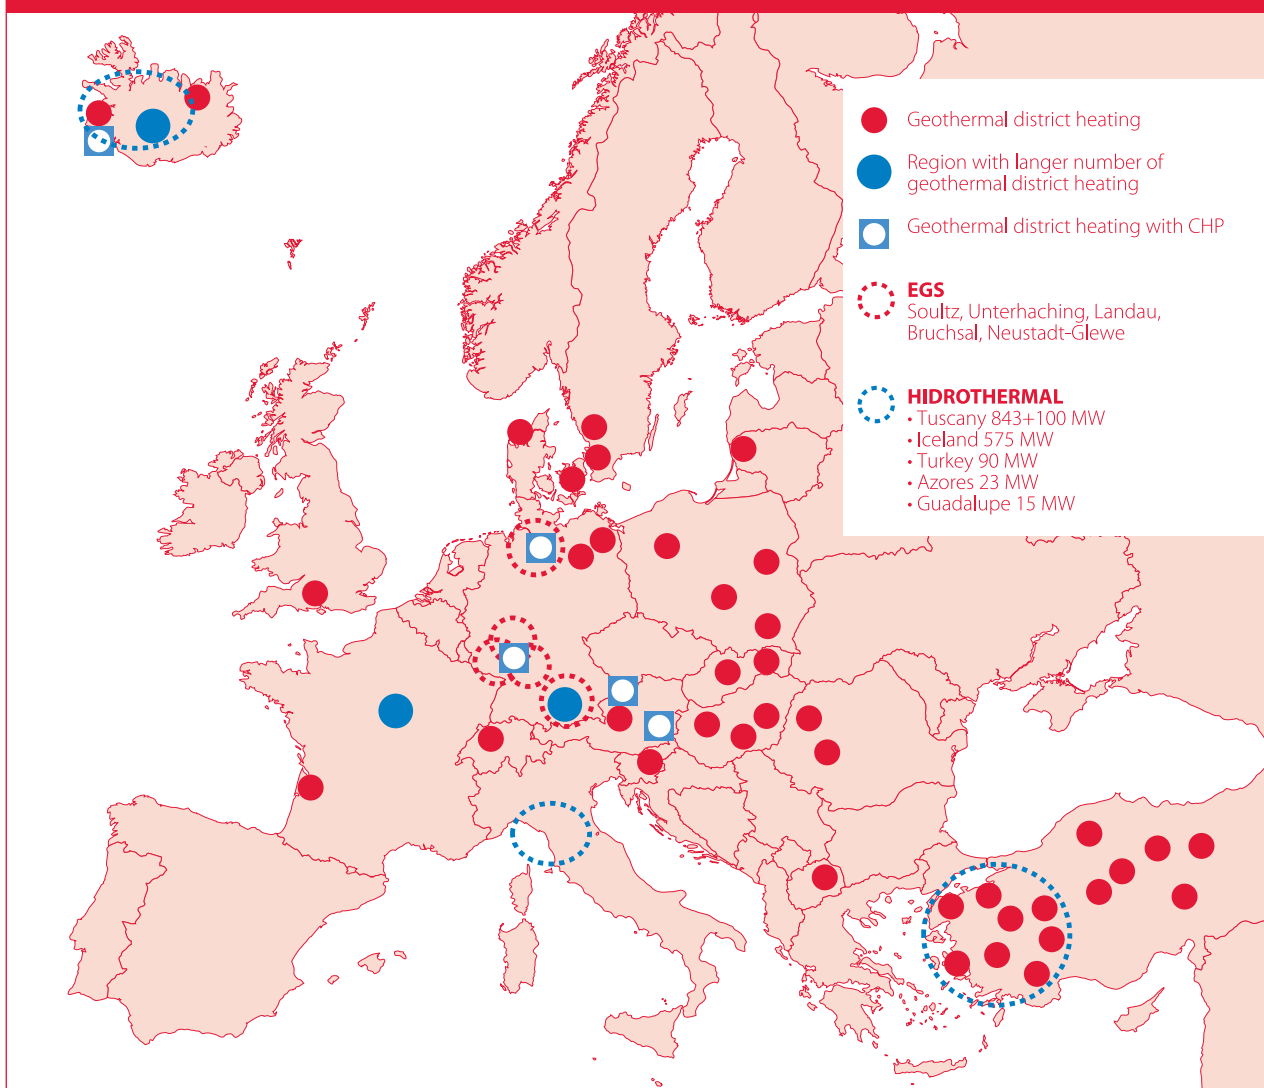 Geothermal district heating
Region with langer number of
geothermal district heating
Geothermal district heating with CHP
EGS
Soultz, Unterhaching, Landau,
Bruchsal, Neustadt-Glewe
HIDROTHERMAL
• Tuscany 843+100 MW
• Iceland 575 MW
• Turkey 90 MW
• Azores 23 MW
• Guadalupe 15 MW